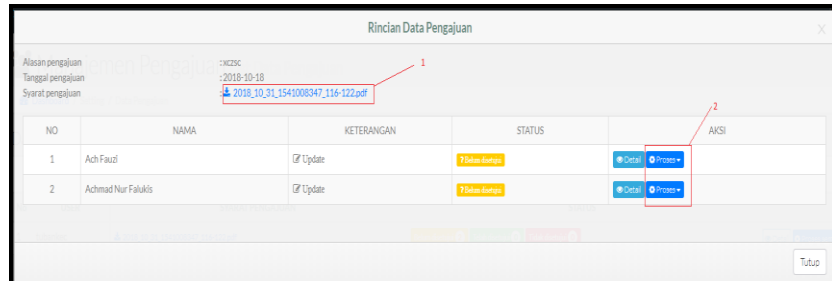 Rincian Data Pengajuan
X
Alasan pengajuan :xczsc
Tanggal pengajuan :2018-10-18
Syarat pengajuan : 2018_10_31_1541008347_116-122.pdf
1
2
NO NAMA KETERANGAN STATUS AKSI
1 Ach Fauzi Update ? Belum Detail Proses
2 Achmad Nur Falukis Update ? Belum Detail Proses
Tutup